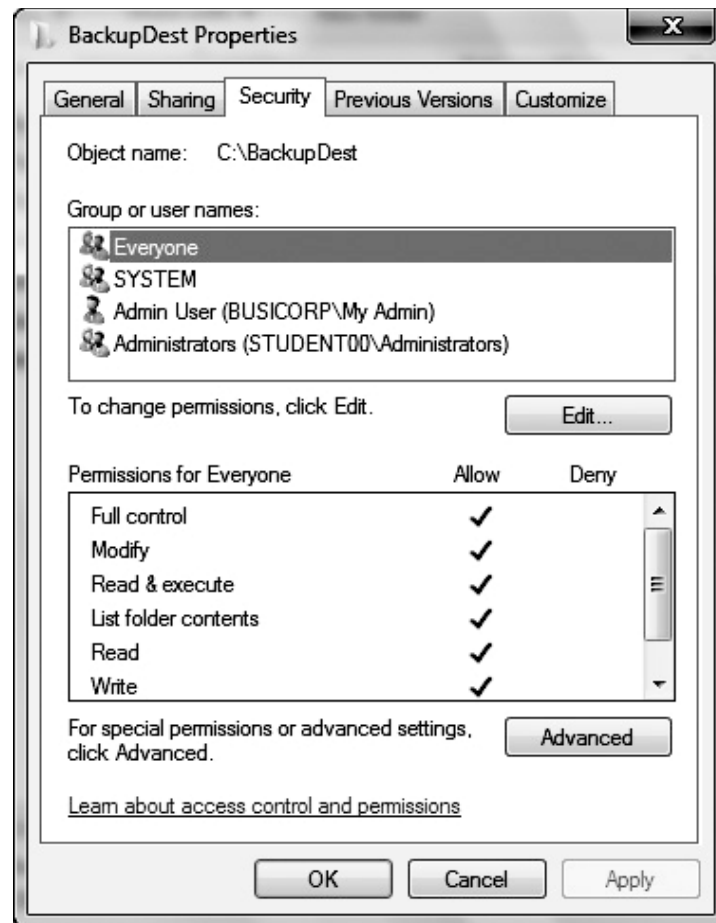 BackupDest Properties
X
General Sharing Security Previous Versions Customize
Object name: C:\BackupDest
Group or user names:
Everyone
SYSTEM
Admin User (BUSICORP\My Admin)
Administrators (STUDENT00\Administrators)
To change permissions, click Edit.
Edit...
Permissions for Everyone Allow Deny
Full control
Modify
Read & execute
List folder contents
Read
Write
For special permissions or advanced settings,
click Advanced.
Advanced
Learn about access control and permissions
OK Cancel Apply